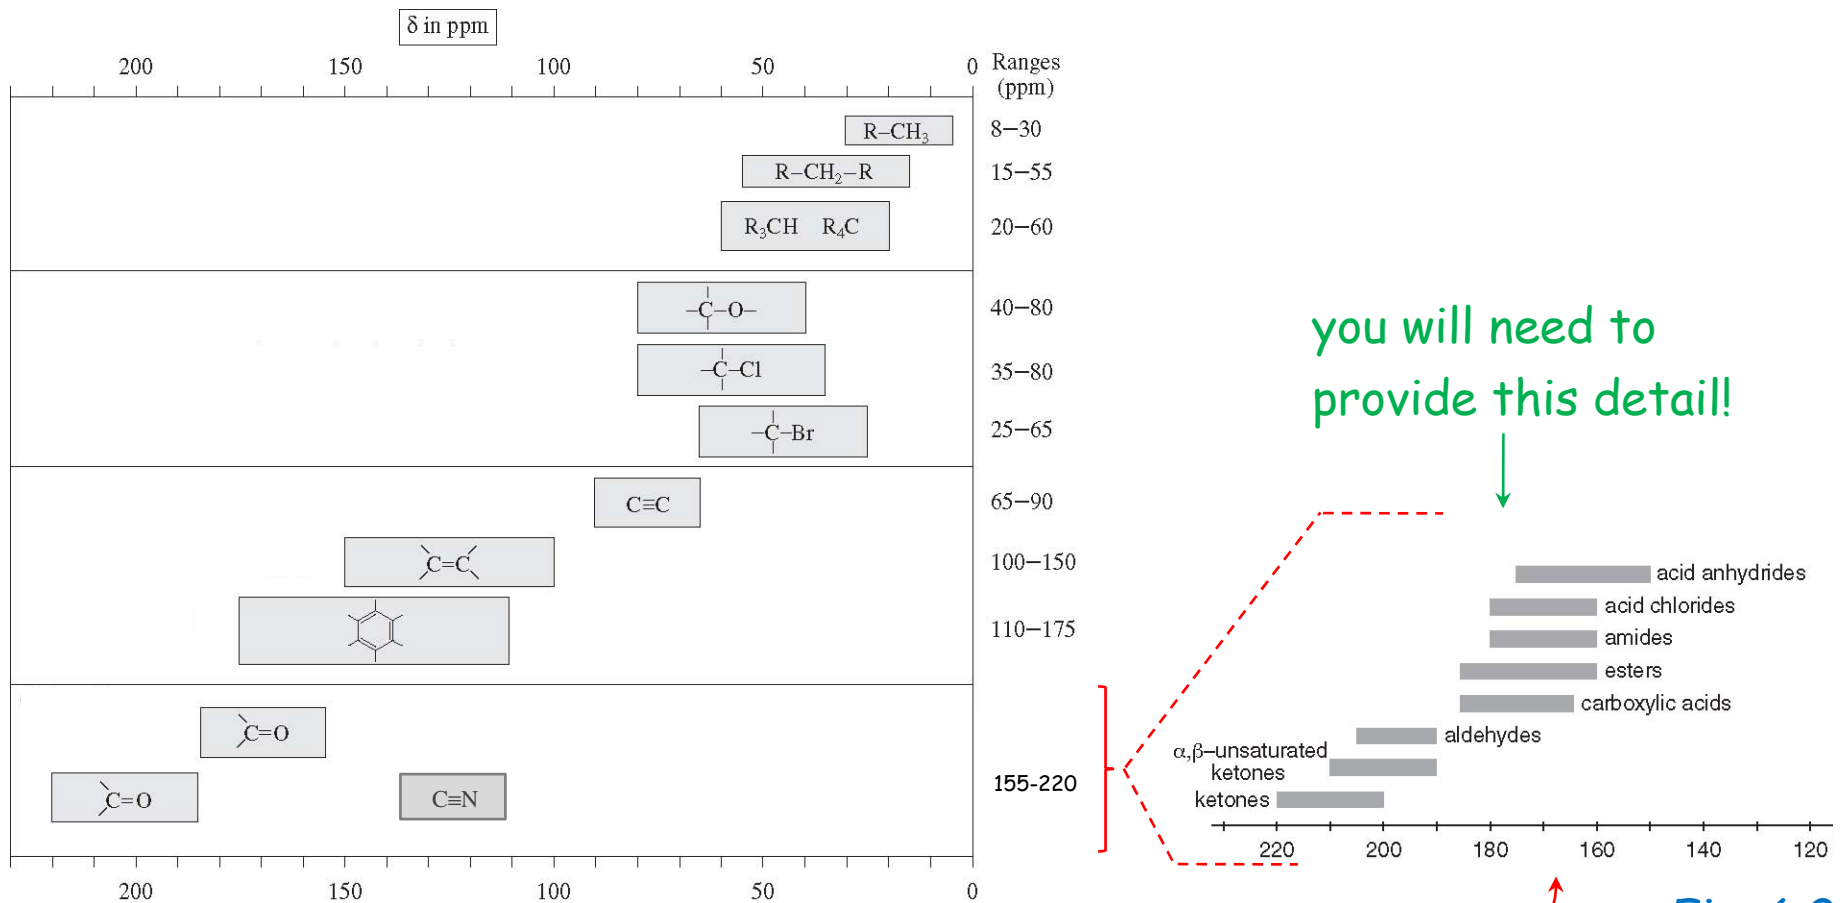 δ in ppm
200 150 100 50 0 Ranges
(ppm)
R–CH₃ 8–30
R–CH₂–R 15–55
R₃CH R₄C 20–60
–C–O– 40–80
–C–Cl 35–80
–C–Br 25–65
C≡C 65–90
C=C 100–150
110–175
C=O
C=O C≡N 155-220
200 150 100 50 0
you will need to
provide this detail!
acid anhydrides
acid chlorides
amides
esters
carboxylic acids
aldehydes
α,β–unsaturated
ketones
ketones
220 200 180 160 140 120